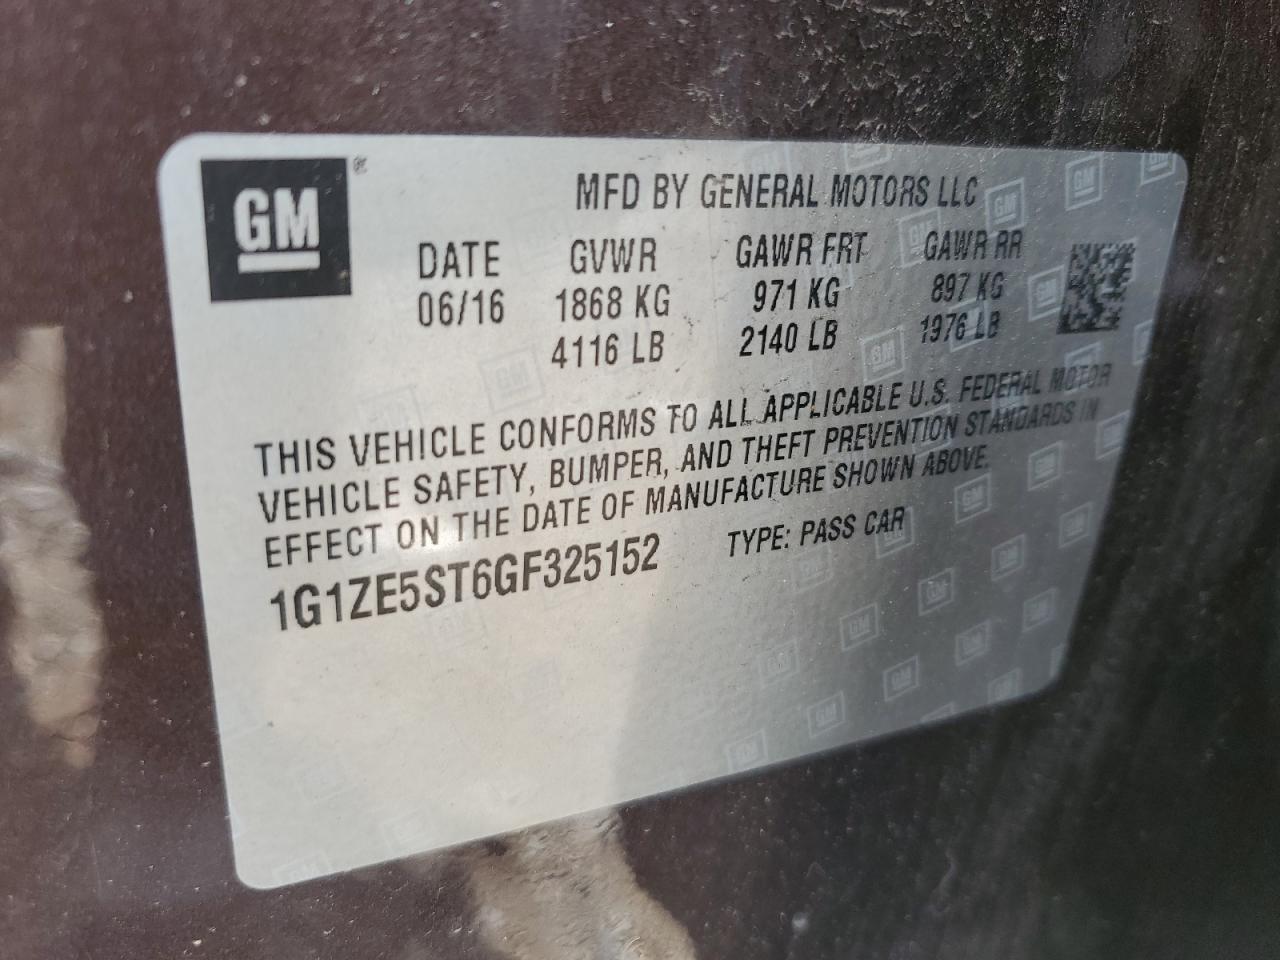 GM ®
MFD BY GENERAL MOTORS LLC
DATE GVWR GAWR FRT GAWR RR
06/16 1868 KG 971 KG 897 KG
4116 LB 2140 LB 1976 LB
THIS VEHICLE CONFORMS TO ALL APPLICABLE U.S. FEDERAL MOTOR
VEHICLE SAFETY, BUMPER, AND THEFT PREVENTION STANDARDS IN
EFFECT ON THE DATE OF MANUFACTURE SHOWN ABOVE.
1G1ZE5ST6GF325152 TYPE: PASS CAR